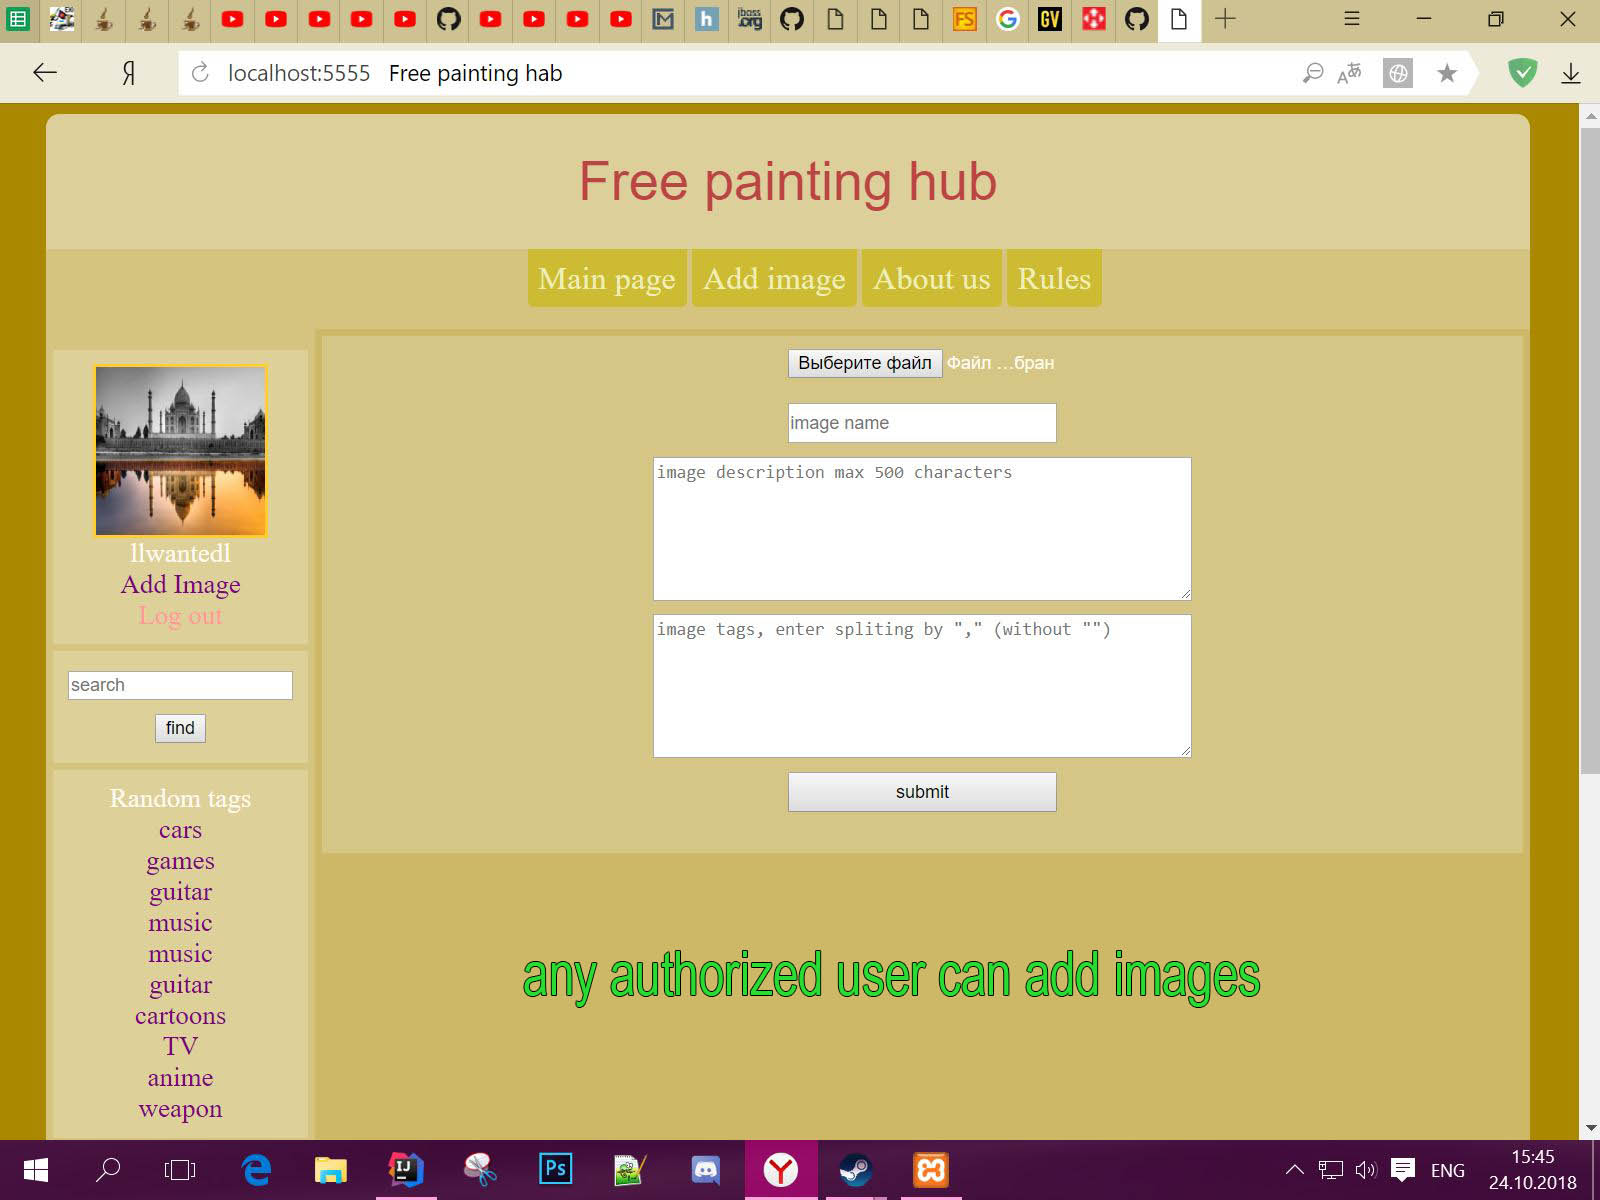 localhost:5555 Free painting hab
Free painting hub
Main page Add image About us Rules
Выберите файл Файл ...бран
image name
image description max 500 characters
image tags, enter spliting by "," (without "")
submit
llwantedl
Add Image
Log out
search
find
Random tags
cars
games
guitar
music
music
guitar
cartoons
TV
anime
weapon
any authorized user can add images
ENG
15:45
24.10.2018